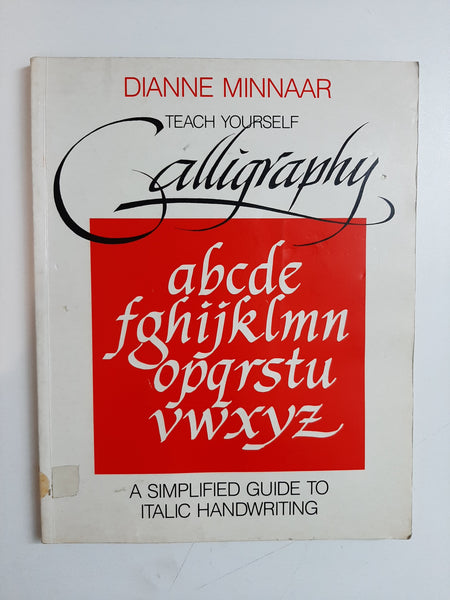 DIANNE MINNAAR
TEACH YOURSELF
Calligraphy
abcde
fghijklmn
opqrstu
vwxyz
A SIMPLIFIED GUIDE TO
ITALIC HANDWRITING